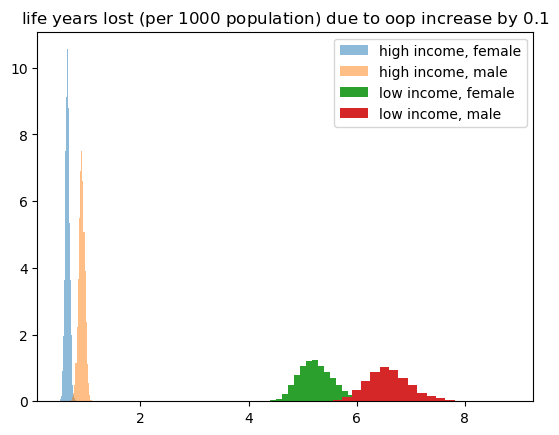 life years lost (per 1000 population) due to oop increase by 0.1
high income, female
high income, male
low income, female
low income, male
10
8
6
4
2
0
2 4 6 8